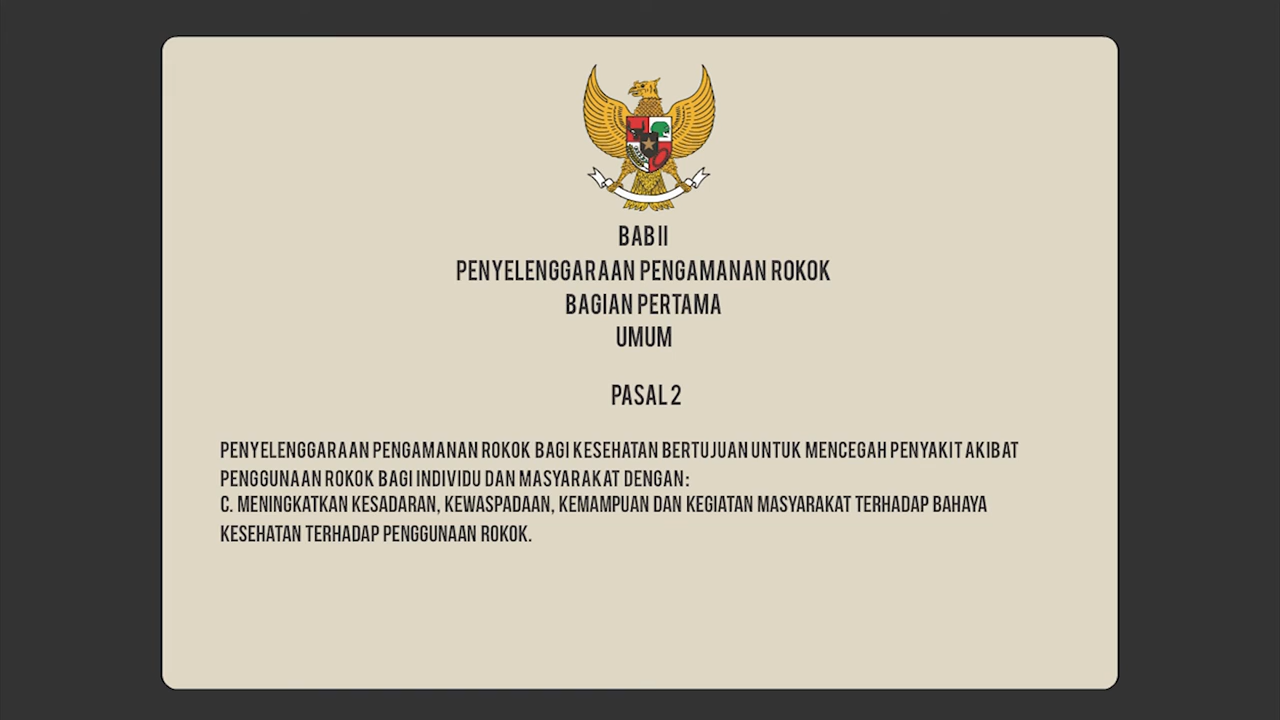 BAB II
PENYELENGGARAAN PENGAMANAN ROKOK
BAGIAN PERTAMA
UMUM
PASAL 2
PENYELENGGARAAN PENGAMANAN ROKOK BAGI KESEHATAN BERTUJUAN UNTUK MENCEGAH PENYAKIT AKIBAT
PENGGUNAAN ROKOK BAGI INDIVIDU DAN MASYARAKAT DENGAN:
C. MENINGKATKAN KESADARAN, KEWASPADAAN, KEMAMPUAN DAN KEGIATAN MASYARAKAT TERHADAP BAHAYA
KESEHATAN TERHADAP PENGGUNAAN ROKOK.